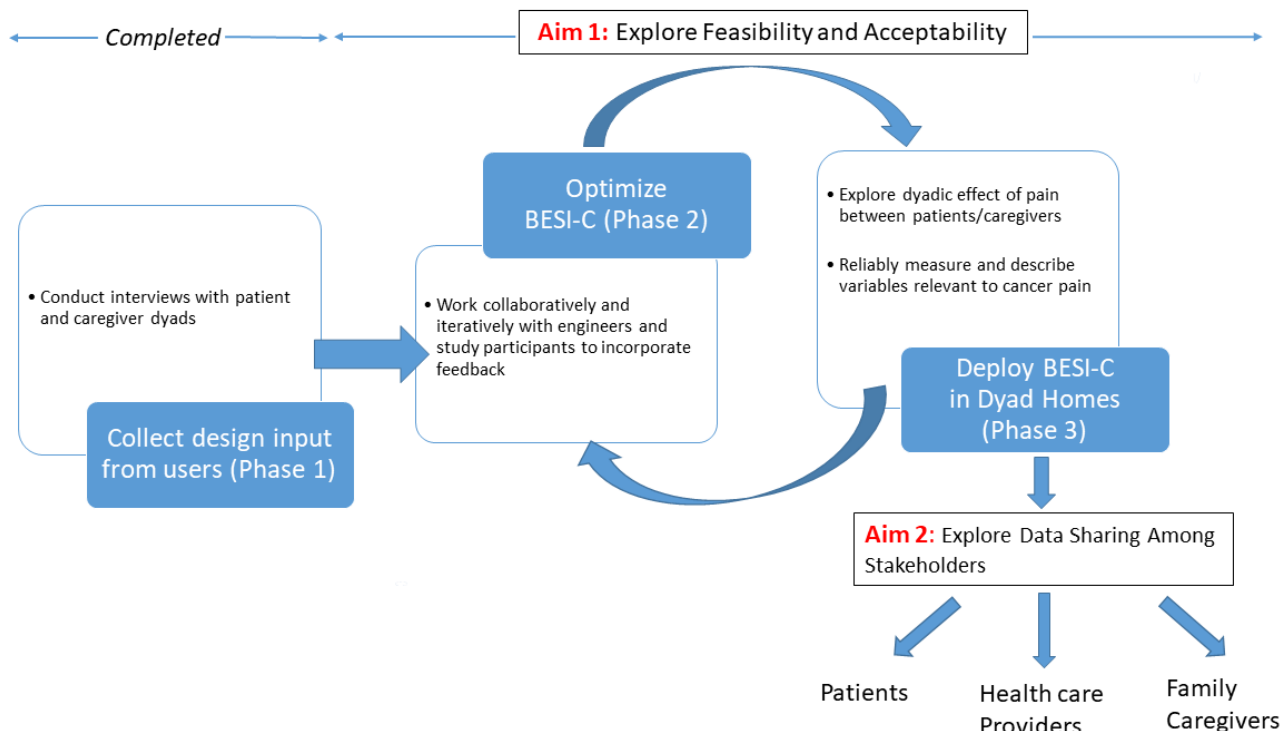 Completed
Aim 1: Explore Feasibility and Acceptability
Optimize
BESI-C (Phase 2)
• Conduct interviews with patient
and caregiver dyads
Collect design input
from users (Phase 1)
• Work collaboratively and
iteratively with engineers and
study participants to incorporate
feedback
• Explore dyadic effect of pain
between patients/caregivers
• Reliably measure and describe
variables relevant to cancer pain
Deploy BESI-C
in Dyad Homes
(Phase 3)
Aim 2: Explore Data Sharing Among
Stakeholders
Patients
Health care
Providers
Family
Caregivers